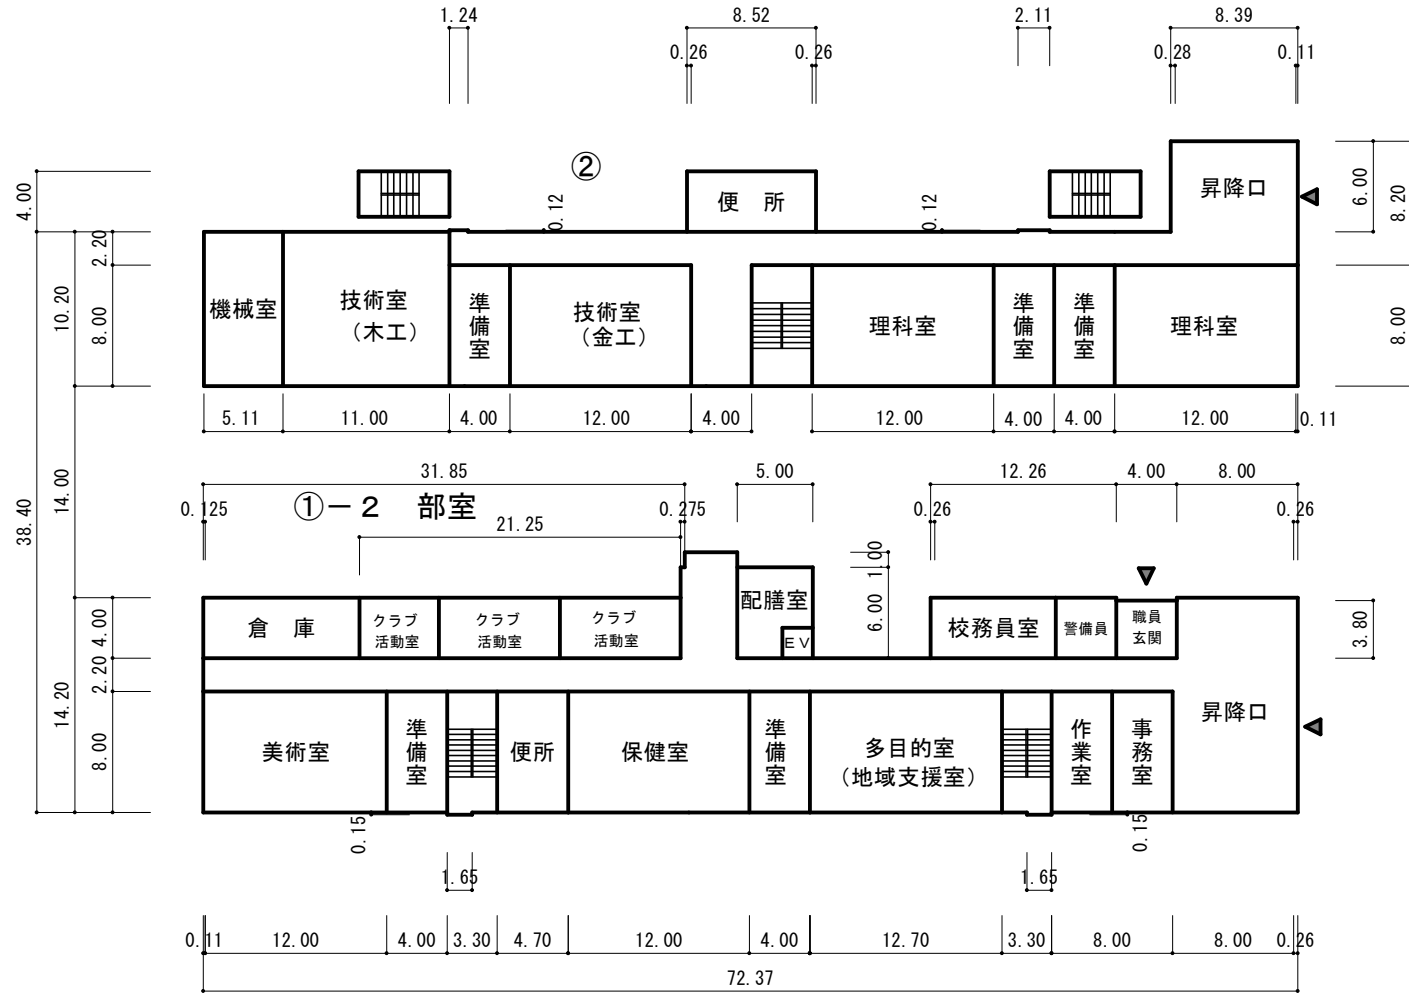 1.24
8.52
2.11
8.39
0.26
0.26
0.28
0.11
②
4.00
0.12
便 所
0.12
昇降口
6.00
8.20
2.20
10.20
8.00
機械室
技術室
（木工）
準備室
技術室
（金工）
理科室
準備室
準備室
理科室
8.00
5.11
11.00
4.00
12.00
4.00
12.00
4.00
4.00
12.00
0.11
38.40
14.00
31.85
5.00
12.26
4.00
8.00
0.125
①－２ 部室
0.275
0.26
0.26
21.25
1.00
6.00
4.00
倉 庫
クラブ
活動室
クラブ
活動室
クラブ
活動室
配膳室
ＥＶ
校務員室
警備員
職員
玄関
3.80
2.20
14.20
8.00
美術室
準備室
便所
保健室
準備室
多目的室
（地域支援室）
作業室
事務室
昇降口
0.15
0.15
1.65
1.65
0.11
12.00
4.00
3.30
4.70
12.00
4.00
12.70
3.30
8.00
8.00
0.26
72.37